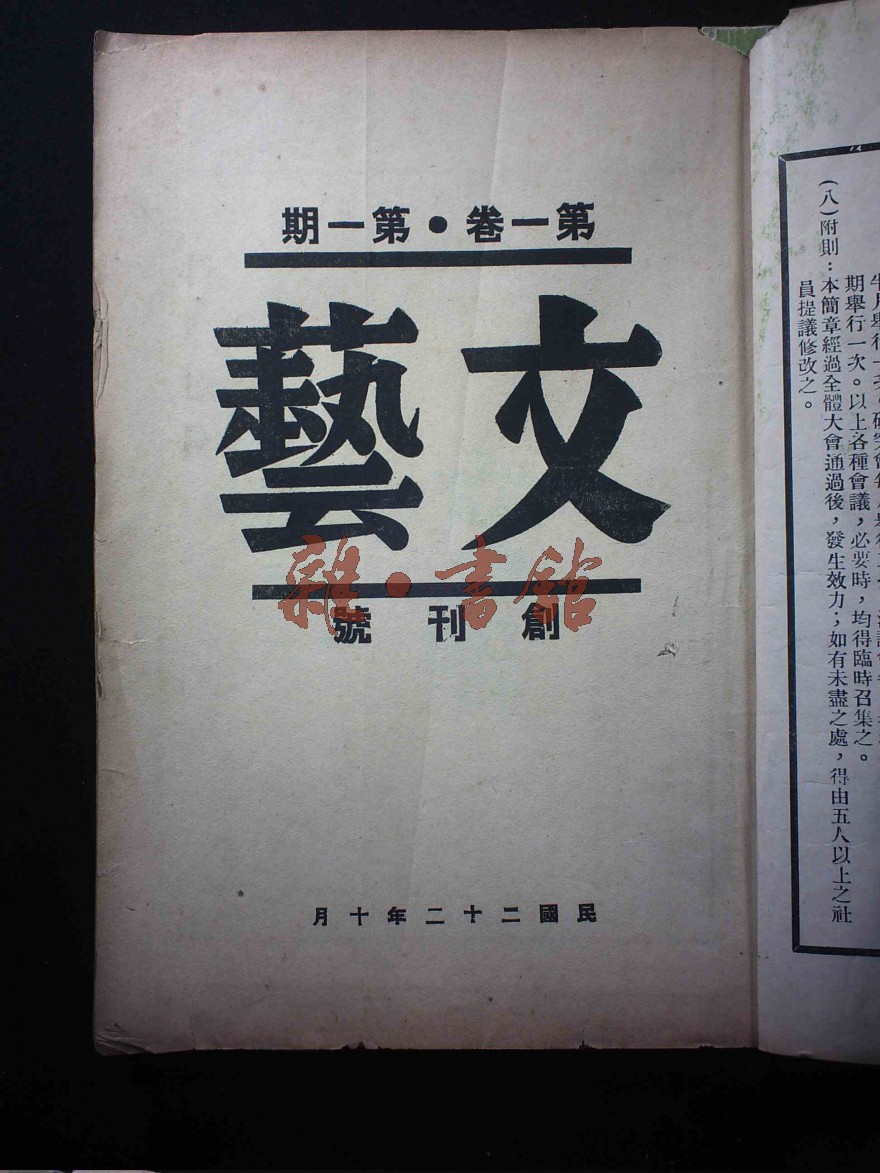 第一卷・第一期
文藝
創刊號
民國二十二年十月
雜・書館
期舉行一次。以上各種會議，必要時，均得臨時召集之。
(八)附則：本簡章經過全體大會通過後，發生效力；如有未盡之處，得由五人以上之社
員提議修改之。